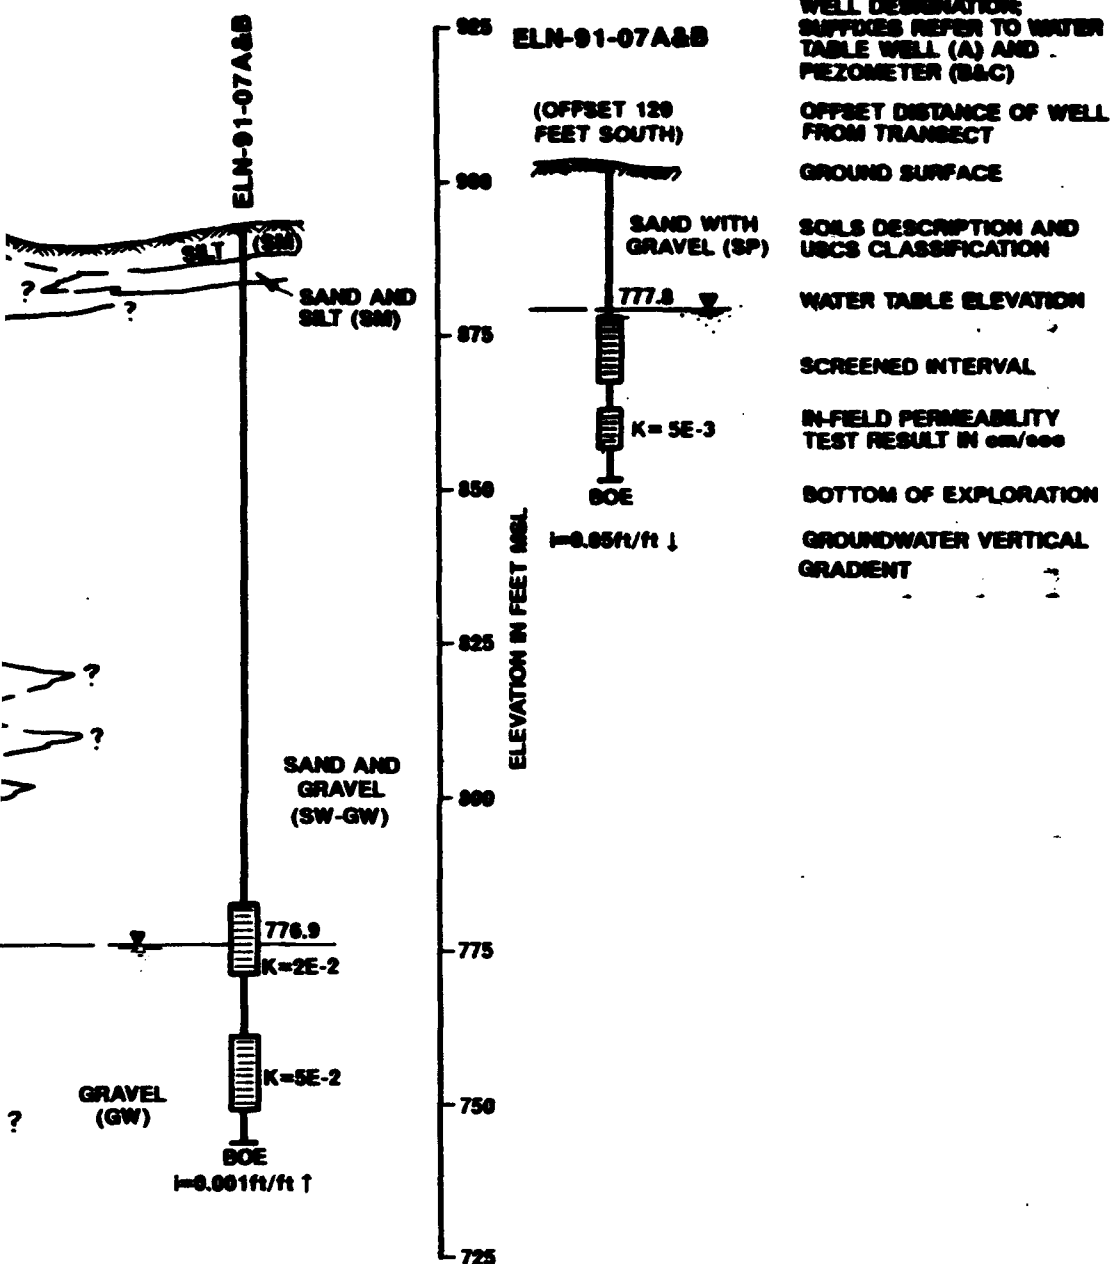 ELN-91-07A&B
SILT
(SM)
?
?
SAND AND
SILT (SM)
?
?
SAND AND
GRAVEL
(SW-GW)
776.9
K=2E-2
K=5E-2
GRAVEL
(GW)
?
BOE
i=0.001ft/ft ↑
925
900
875
850
825
800
775
750
725
ELEVATION IN FEET MSL
ELN-91-07A&B
(OFFSET 120
FEET SOUTH)
SAND WITH
GRAVEL (SP)
777.8
K= 5E-3
BOE
i=0.05ft/ft ↓
WELL DESIGNATION;
SUFFIXES REFER TO WATER
TABLE WELL (A) AND
PIEZOMETER (B&C)
OFFSET DISTANCE OF WELL
FROM TRANSECT
GROUND SURFACE
SOILS DESCRIPTION AND
USCS CLASSIFICATION
WATER TABLE ELEVATION
SCREENED INTERVAL
IN-FIELD PERMEABILITY
TEST RESULT IN cm/sec
BOTTOM OF EXPLORATION
GROUNDWATER VERTICAL
GRADIENT